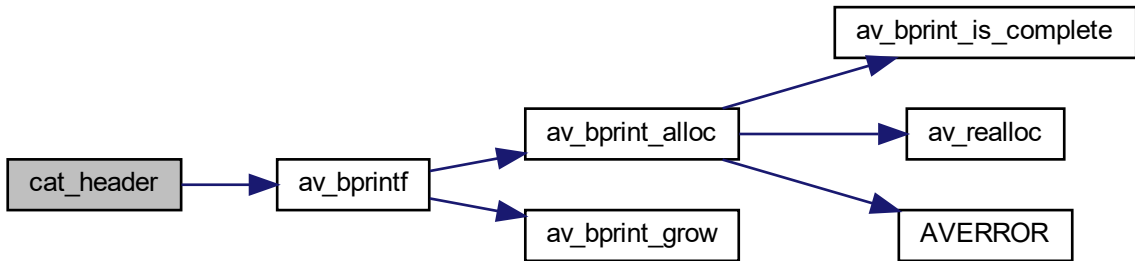 cat_header
av_bprintf
av_bprint_alloc
av_bprint_grow
av_bprint_is_complete
av_realloc
AVERROR